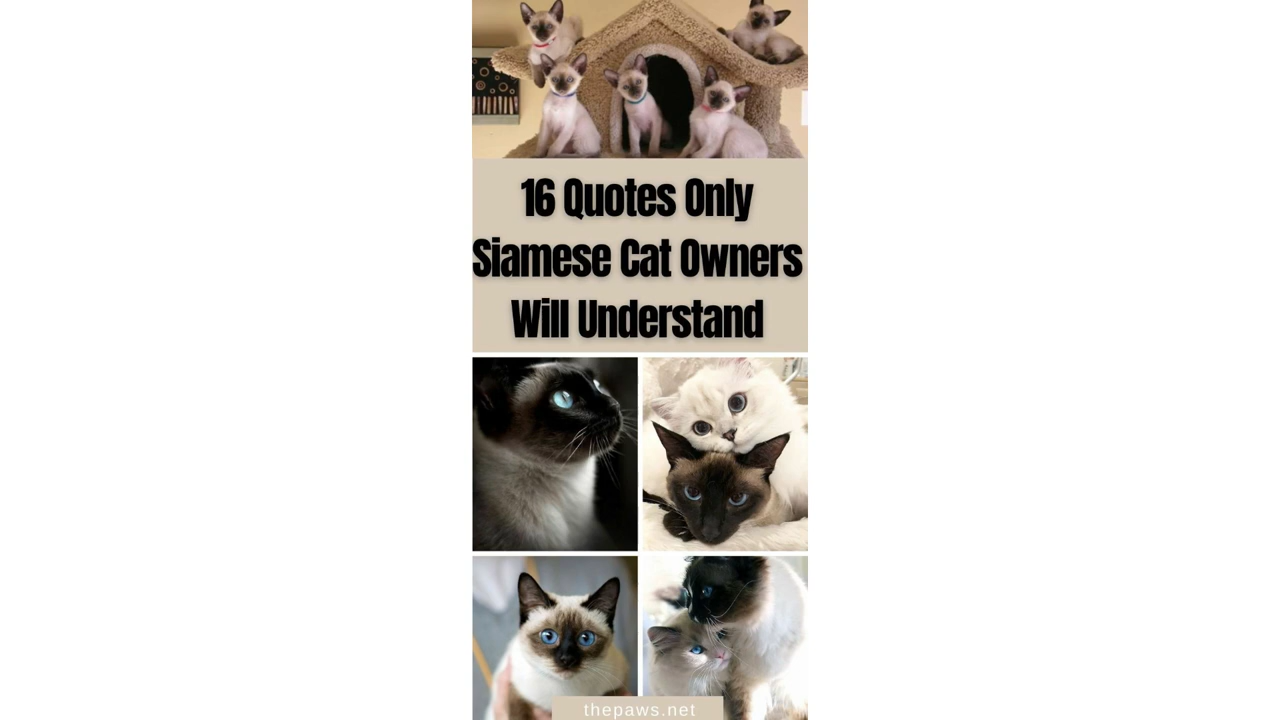 16 Quotes Only
Siamese Cat Owners
Will Understand
thepaws.net